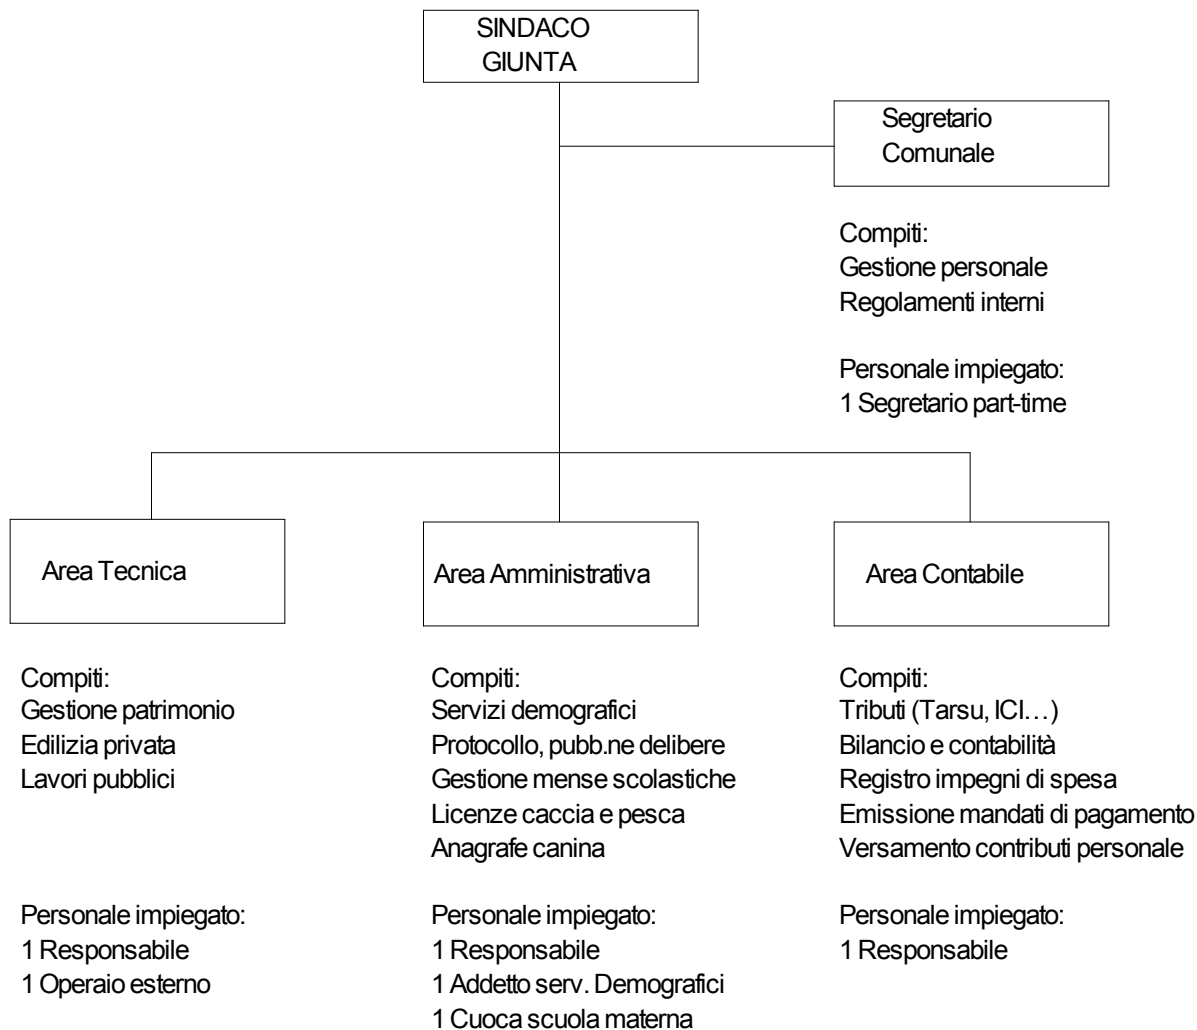 SINDACO
GIUNTA
Segretario
Comunale
Compiti:
Gestione personale
Regolamenti interni
Personale impiegato:
1 Segretario part-time
Area Tecnica
Compiti:
Gestione patrimonio
Edilizia privata
Lavori pubblici
Personale impiegato:
1 Responsabile
1 Operaio esterno
Area Amministrativa
Compiti:
Servizi demografici
Protocollo, pubb.ne delibere
Gestione mense scolastiche
Licenze caccia e pesca
Anagrafe canina
Personale impiegato:
1 Responsabile
1 Addetto serv. Demografici
1 Cuoca scuola materna
Area Contabile
Compiti:
Tributi (Tarsu, ICI…)
Bilancio e contabilità
Registro impegni di spesa
Emissione mandati di pagamento
Versamento contributi personale
Personale impiegato:
1 Responsabile